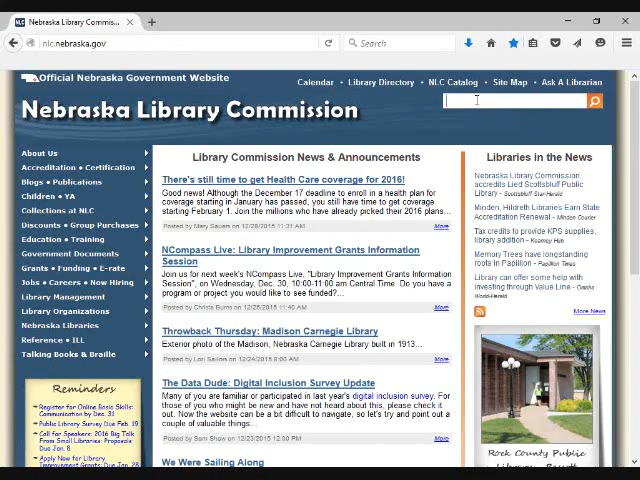 Nebraska Library Commis...
nlc.nebraska.gov
Search
Official Nebraska Government Website
Calendar • Library Directory • NLC Catalog • Site Map • Ask A Librarian
Nebraska Library Commission
About Us
Accreditation • Certification
Blogs • Publications
Children • YA
Collections at NLC
Discounts • Group Purchases
Education • Training
Government Documents
Grants • Funding • E-rate
Jobs • Careers • Now Hiring
Library Management
Library Organizations
Nebraska Libraries
Reference • ILL
Talking Books & Braille
Reminders
Register for Online Basic Skills:
Communication by Dec. 31
Public Library Survey Due Feb. 19
Call for Speakers: 2016 Big Talk
From Small Libraries: Proposals
Due Jan. 8
Apply Now for Library
Improvement Grants: Due Jan. 28
Library Commission News & Announcements
There's still time to get Health Care coverage for 2016!
Good news! Although the December 17 deadline to enroll in a health plan for
coverage starting in January has passed, you still have time to get coverage
starting February 1. Join the millions who have already picked their 2016 plans...
Posted by Mary Sauers on 12/28/2015 11:31 AM
More
NCompass Live: Library Improvement Grants Information
Session
Join us for next week's NCompass Live, "Library Improvement Grants Information
Session", on Wednesday, Dec. 30, 10:00-11:00 am Central Time. Do you have a
program or project you would like to see funded?...
Posted by Christa Burns on 12/28/2015 11:40 AM
More
Throwback Thursday: Madison Carnegie Library
Exterior photo of the Madison, Nebraska Carnegie Library built in 1913...
Posted by Lori Sailors on 12/24/2015 8:00 AM
More
The Data Dude: Digital Inclusion Survey Update
Many of you are familiar or participated in last year's digital inclusion survey. For
those of you who might be new and have not heard about this, please check it
out. Now the website can be a bit difficult to navigate, so let's try and point out a
couple of valuable things...
Posted by Sam Shaw on 12/23/2015 12:00 PM
More
We Were Sailing Along
Libraries in the News
Nebraska Library Commission
accredits Lied Scottsbluff Public
Library - Scottsbluff Star-Herald
Minden, Hildreth Libraries Earn State
Accreditation Renewal - Minden Courier
Tax credits to provide KPS supplies,
library addition - Kearney Hub
Memory Trees have longstanding
roots in Papillion - Papillion Times
Library can offer some help with
investing through Value Line - Omaha
World-Herald
More News
Rock County Public